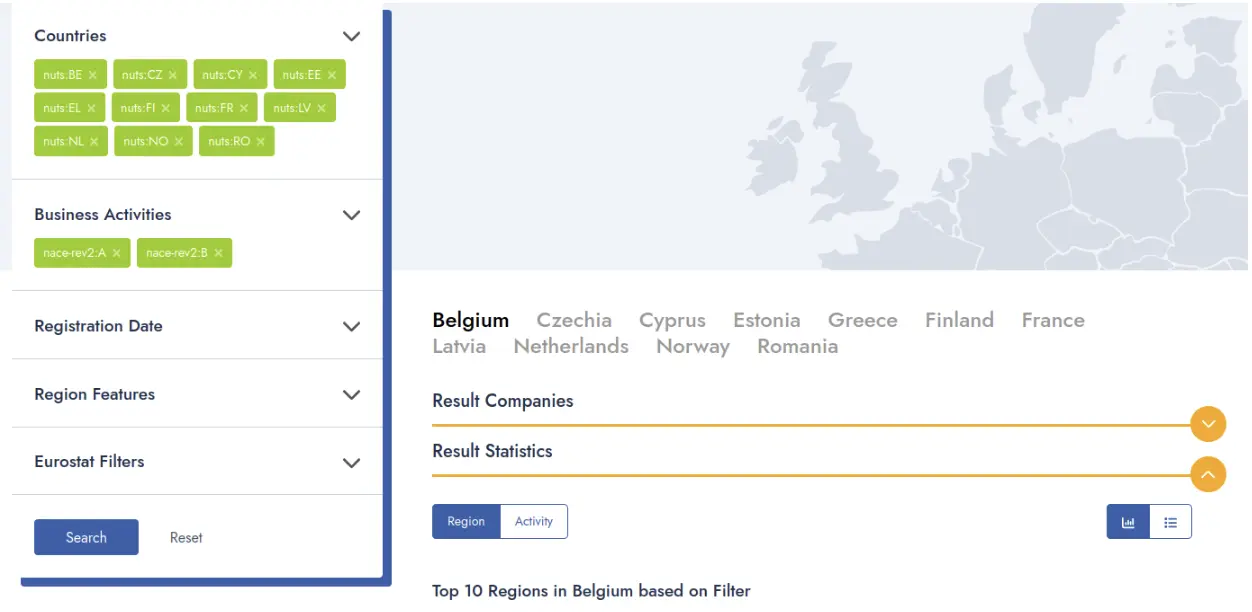 Countries
nuts:BE × nuts:CZ × nuts:CY × nuts:EE ×
nuts:EL × nuts:FI × nuts:FR × nuts:LV ×
nuts:NL × nuts:NO × nuts:RO ×
Business Activities
nace-rev2:A × nace-rev2:B ×
Registration Date
Region Features
Eurostat Filters
Search Reset
Belgium Czechia Cyprus Estonia Greece Finland France
Latvia Netherlands Norway Romania
Result Companies
Result Statistics
Region Activity
Top 10 Regions in Belgium based on Filter